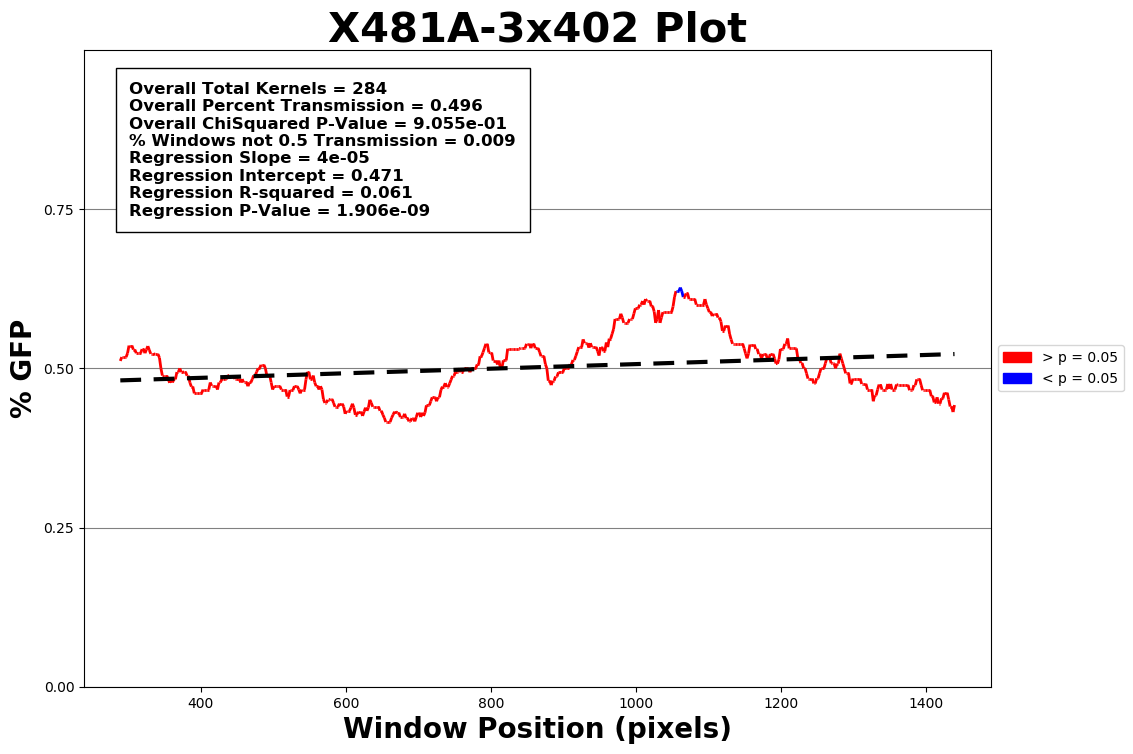 X481A-3x402 Plot
Overall Total Kernels = 284
Overall Percent Transmission = 0.496
Overall ChiSquared P-Value = 9.055e-01
% Windows not 0.5 Transmission = 0.009
Regression Slope = 4e-05
Regression Intercept = 0.471
Regression R-squared = 0.061
Regression P-Value = 1.906e-09
% GFP
0.75
0.50
0.25
0.00
> p = 0.05
< p = 0.05
400 600 800 1000 1200 1400
Window Position (pixels)